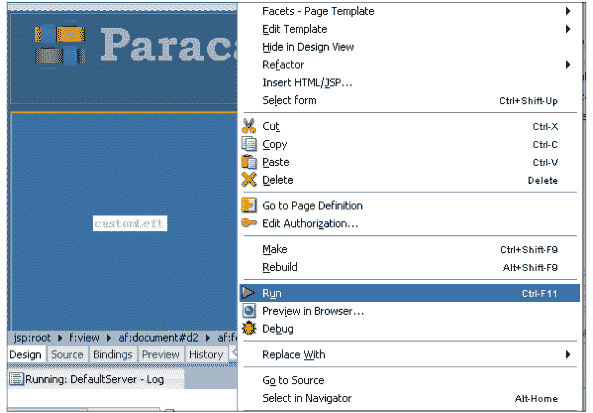 Facets - Page Template
Edit Template
Hide in Design View
Refactor
Insert HTML/JSP...
Select form Ctrl+Shift-Up
Cut Ctrl-X
Copy Ctrl-C
Paste Ctrl-V
Delete Delete
Go to Page Definition
Edit Authorization...
Make Ctrl+Shift-F9
Rebuild Alt+Shift-F9
Run Ctrl-F11
Preview in Browser...
Debug
Replace With
Go to Source
Select in Navigator Alt-Home
Paraca
customLeft
jsp:root f:view af:document#d2 af:f
Design Source Bindings Preview History
Running: DefaultServer - Log